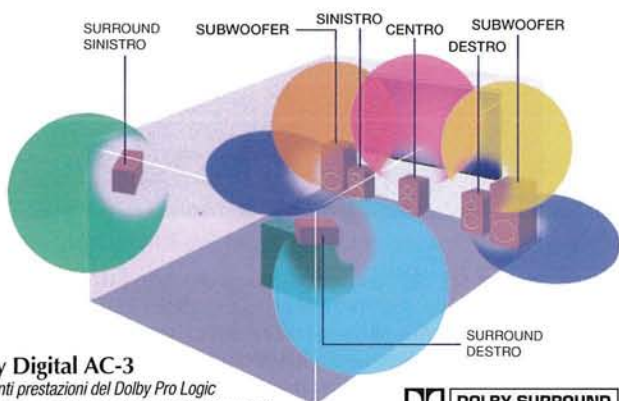 SURROUND
SINISTRO
SUBWOOFER
SINISTRO
CENTRO
DESTRO
SUBWOOFER
SURROUND
DESTRO
Digital AC-3
prestazioni del Dolby Pro Logic
DOLBY SURROUND